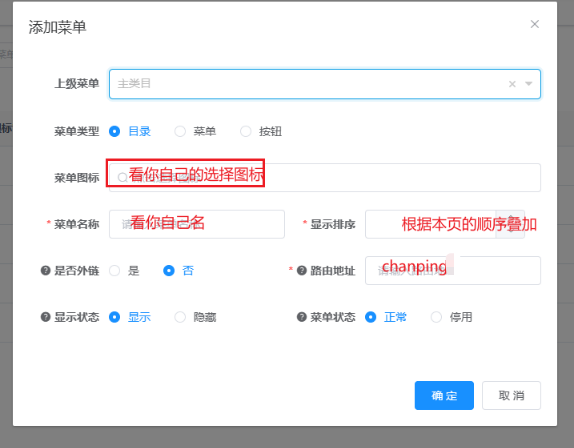 添加菜单
上级菜单 主类目
菜单类型 目录 菜单 按钮
菜单图标 看你自己的选择图标
* 菜单名称 看你自己名 * 显示排序 根据本页的顺序叠加
是否外链 是 否 * 路由地址 chanping
显示状态 显示 隐藏 菜单状态 正常 停用
确 定 取 消